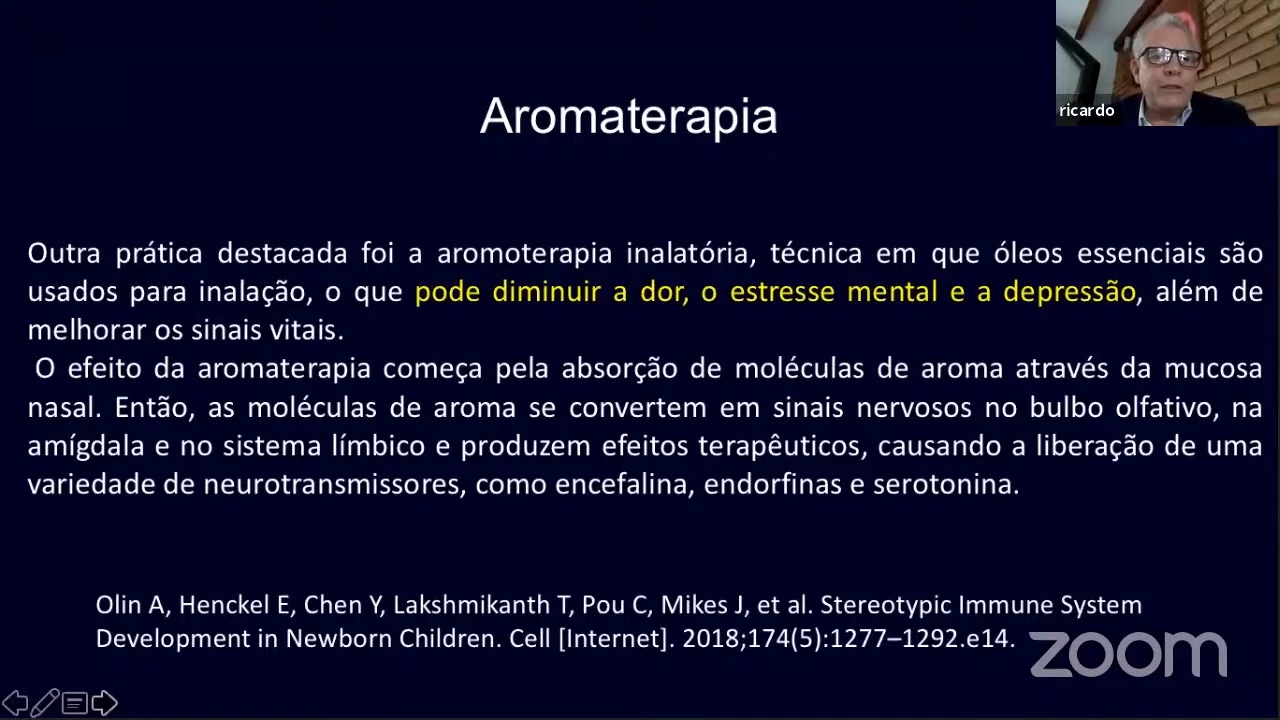 ricardo
Aromaterapia
Outra prática destacada foi a aromoterapia inalatória, técnica em que óleos essenciais são
usados para inalação, o que pode diminuir a dor, o estresse mental e a depressão, além de
melhorar os sinais vitais.
O efeito da aromaterapia começa pela absorção de moléculas de aroma através da mucosa
nasal. Então, as moléculas de aroma se convertem em sinais nervosos no bulbo olfativo, na
amígdala e no sistema límbico e produzem efeitos terapêuticos, causando a liberação de uma
variedade de neurotransmissores, como encefalina, endorfinas e serotonina.
Olin A, Henckel E, Chen Y, Lakshmikanth T, Pou C, Mikes J, et al. Stereotypic Immune System
Development in Newborn Children. Cell [Internet]. 2018;174(5):1277–1292.e14.
zoom